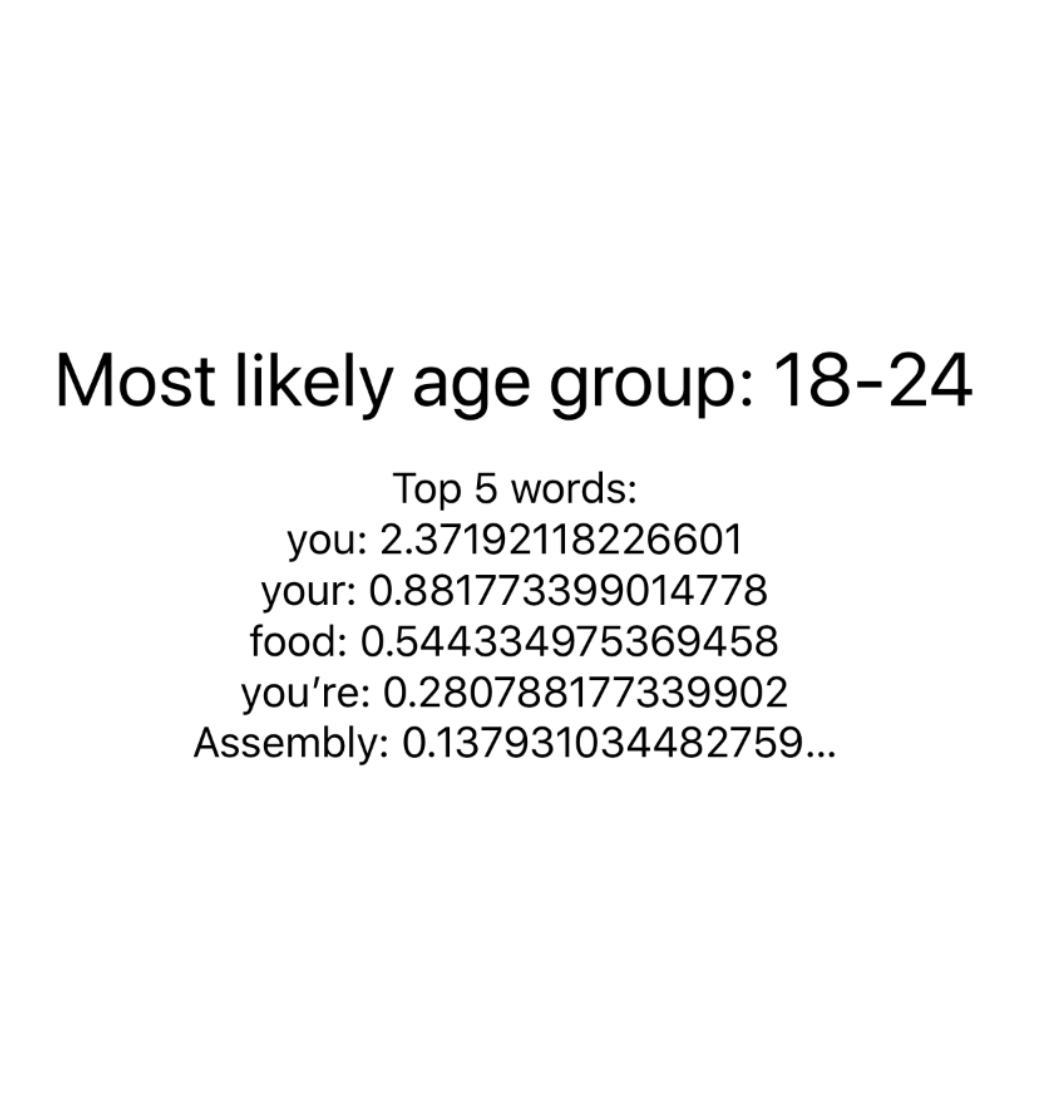 Most likely age group: 18-24
Top 5 words:
you: 2.37192118226601
your: 0.881773399014778
food: 0.544334975369458
you’re: 0.280788177339902
Assembly: 0.137931034482759...